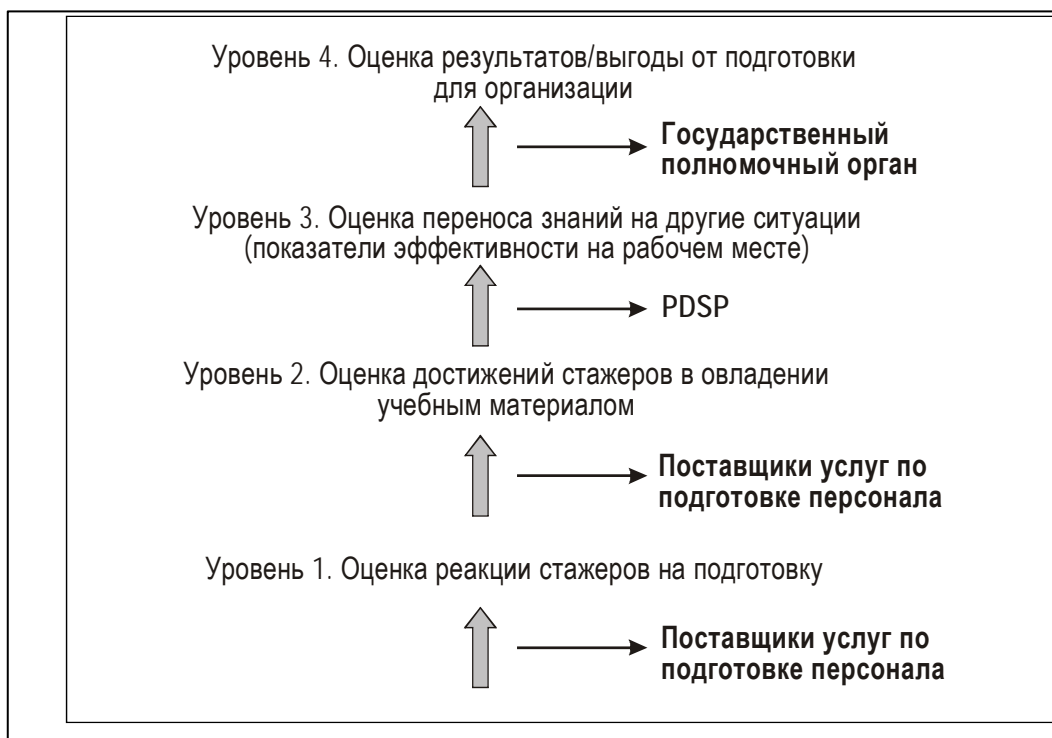 Уровень 4. Оценка результатов/выгоды от подготовки
для организации
Государственный
полномочный орган
Уровень 3. Оценка переноса знаний на другие ситуации
(показатели эффективности на рабочем месте)
PDSP
Уровень 2. Оценка достижений стажеров в овладении
учебным материалом
Поставщики услуг по
подготовке персонала
Уровень 1. Оценка реакции стажеров на подготовку
Поставщики услуг по
подготовке персонала